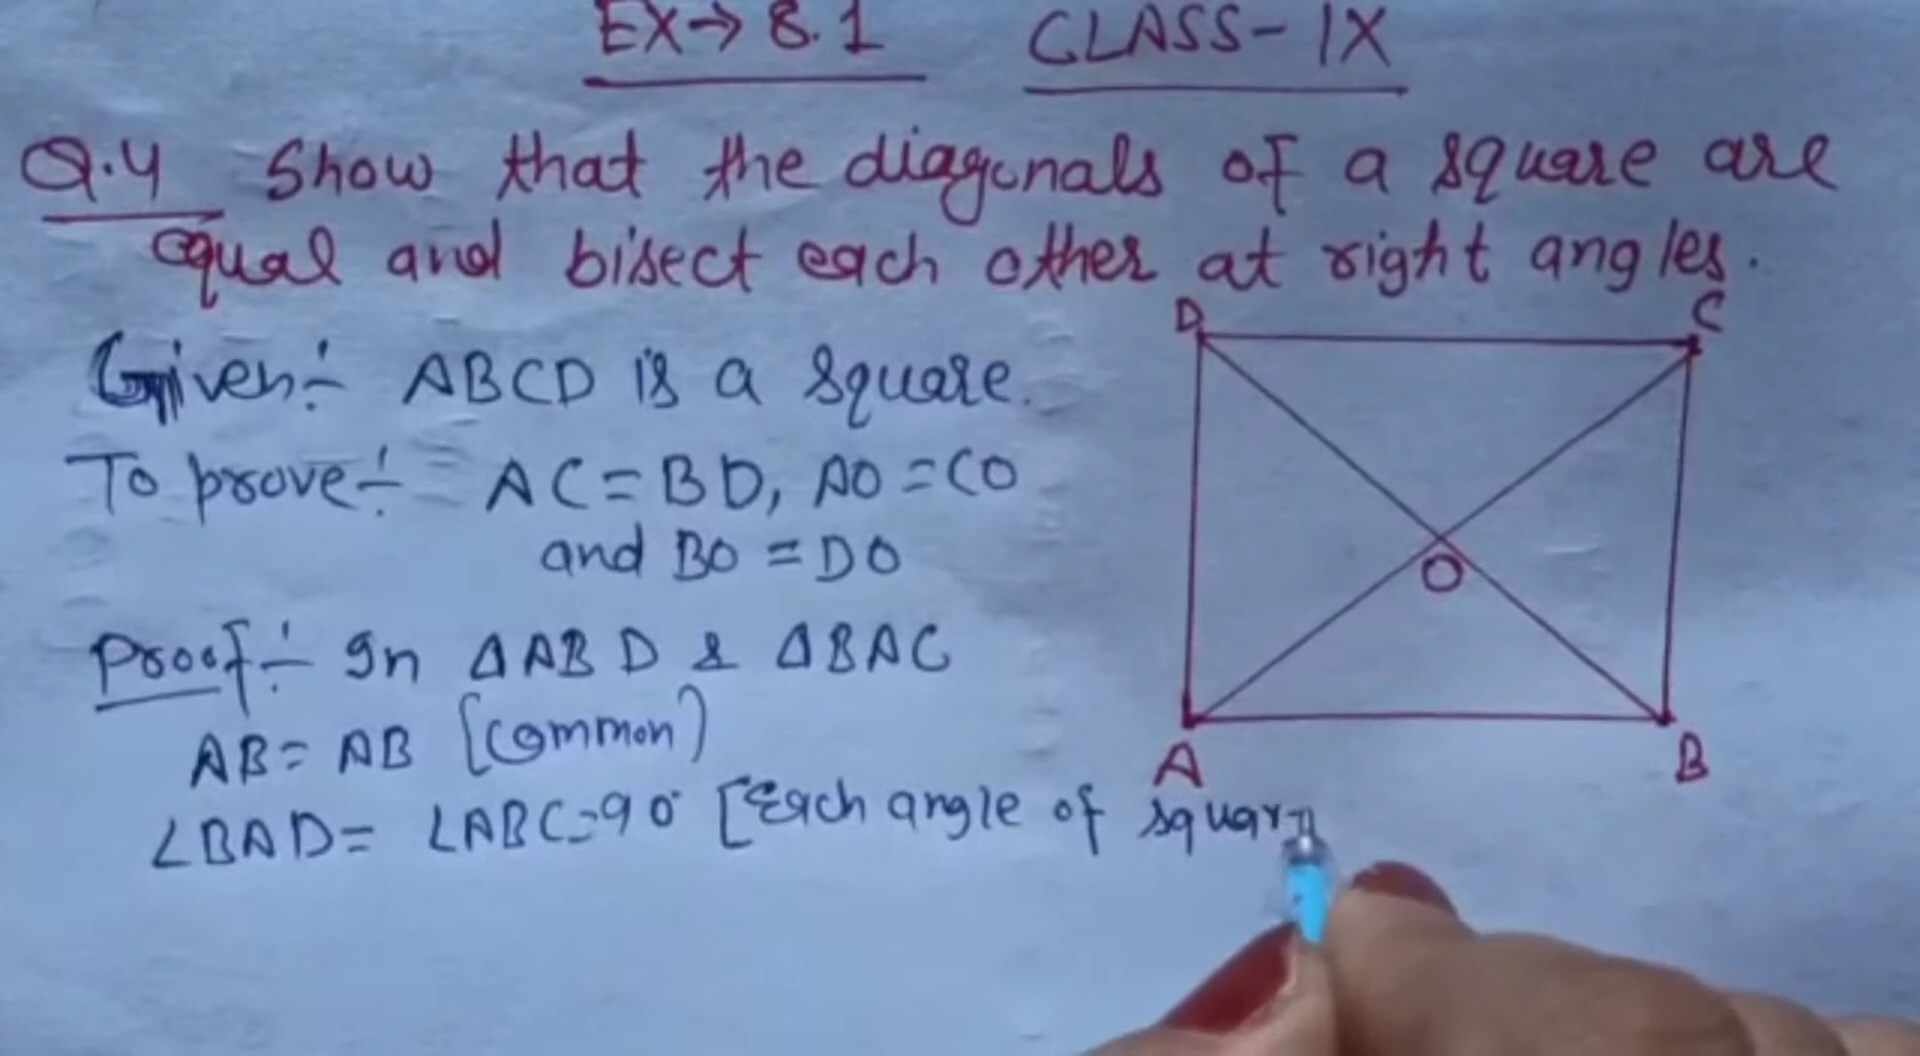 EX→ 8.1 CLASS-IX
Q.4 Show that the diagonals of a square are
equal and bisect each other at right angles.
D C
Given:- ABCD is a square.
To prove:- AC=BD, AO=CO
and BO=DO
O
Proof:- In ΔABD & ΔBAC
AB= AB [Common)
A B
∠BAD= ∠ABC=90° [Each angle of squar